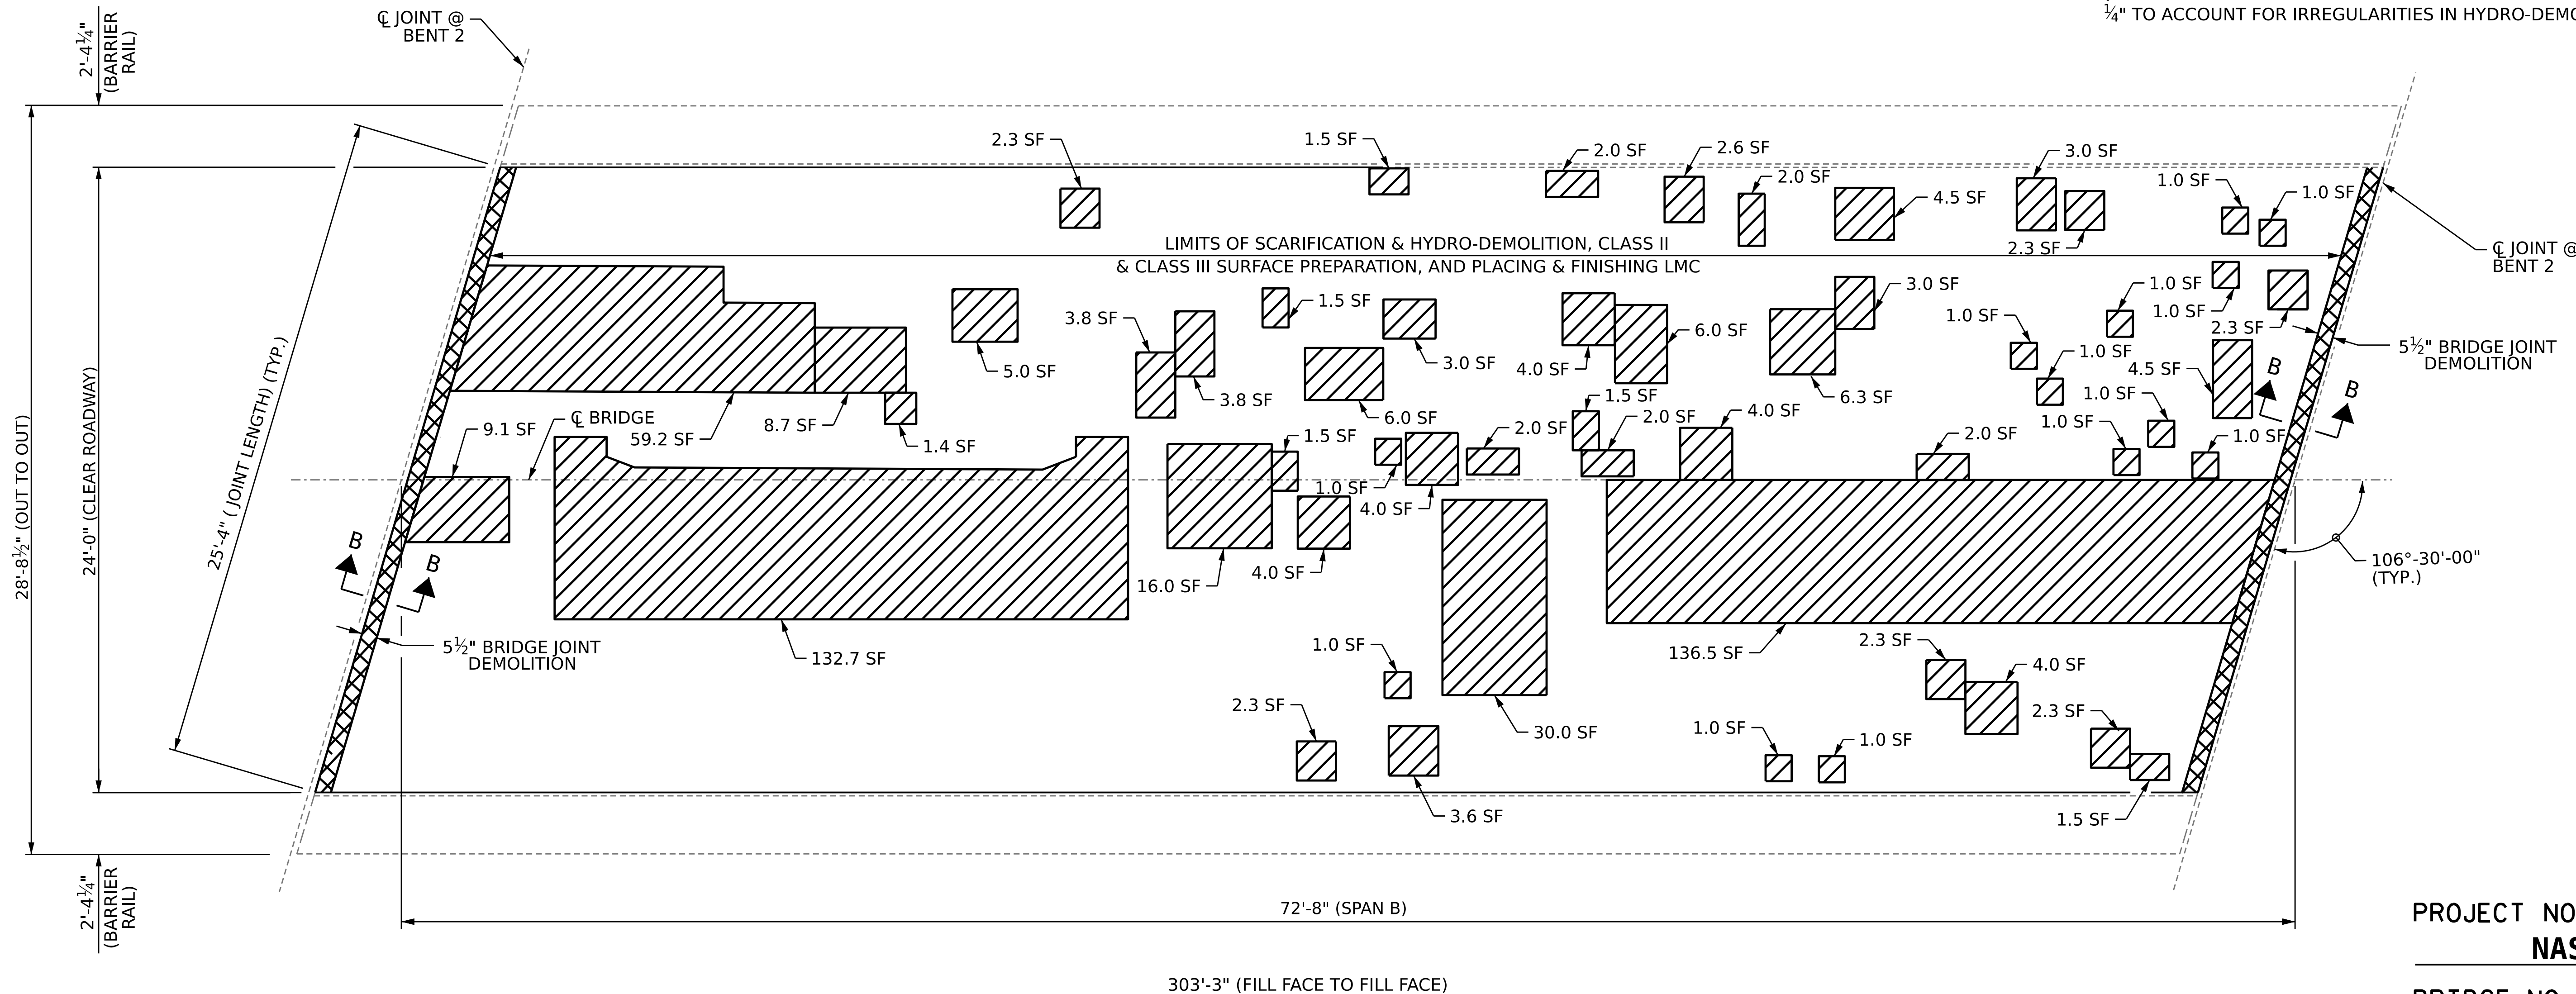 ¼" TO ACCOUNT FOR IRREGULARITIES IN HYDRO-DEMO
℄ JOINT @
BENT 2
2'-4¼"
(BARRIER
RAIL)
2.3 SF
1.5 SF
2.0 SF
2.6 SF
2.0 SF
4.5 SF
3.0 SF
2.3 SF
1.0 SF
1.0 SF
LIMITS OF SCARIFICATION & HYDRO-DEMOLITION, CLASS II
& CLASS III SURFACE PREPARATION, AND PLACING & FINISHING LMC
℄ JOINT @
BENT 2
5.0 SF
3.8 SF
3.8 SF
1.5 SF
3.0 SF
6.0 SF
4.0 SF
6.0 SF
3.0 SF
6.3 SF
1.0 SF
1.0 SF
1.0 SF
1.0 SF
2.3 SF
4.5 SF
5½" BRIDGE JOINT
DEMOLITION
B
B
28'-8½" (OUT TO OUT)
24'-0" (CLEAR ROADWAY)
25'-4" ( JOINT LENGTH) (TYP.)
9.1 SF
℄ BRIDGE
59.2 SF
8.7 SF
1.4 SF
1.5 SF
1.0 SF
4.0 SF
2.0 SF
1.5 SF
2.0 SF
4.0 SF
2.0 SF
1.0 SF
1.0 SF
1.0 SF
B
B
16.0 SF
4.0 SF
106°-30'-00"
(TYP.)
5½" BRIDGE JOINT
DEMOLITION
132.7 SF
1.0 SF
136.5 SF
2.3 SF
4.0 SF
2.3 SF
30.0 SF
2.3 SF
1.0 SF
1.0 SF
3.6 SF
1.5 SF
2'-4¼"
(BARRIER
RAIL)
72'-8" (SPAN B)
303'-3" (FILL FACE TO FILL FACE)
PROJECT NO
NAS
BRIDGE NO